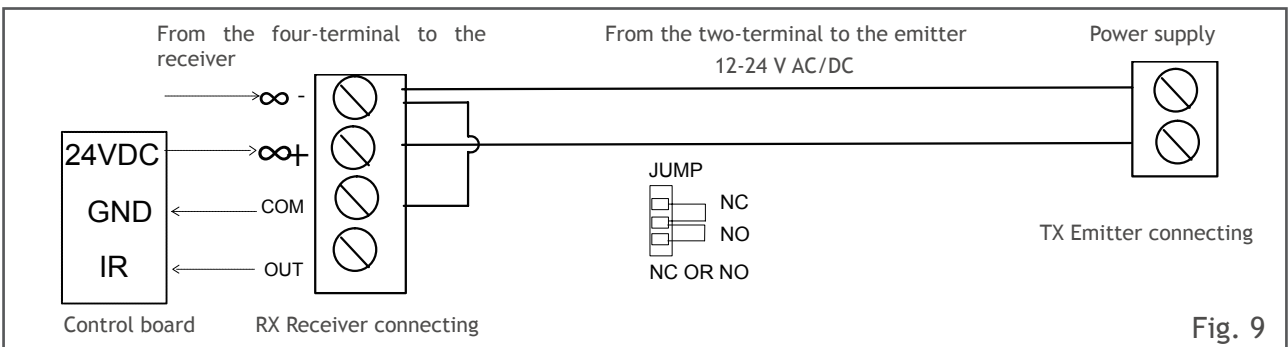 From the four-terminal to the
receiver
From the two-terminal to the emitter
12-24 V AC/DC
Power supply
∞ -
24VDC
∞+
GND
COM
IR
OUT
JUMP
NC
NO
NC OR NO
TX Emitter connecting
Control board
RX Receiver connecting
Fig. 9